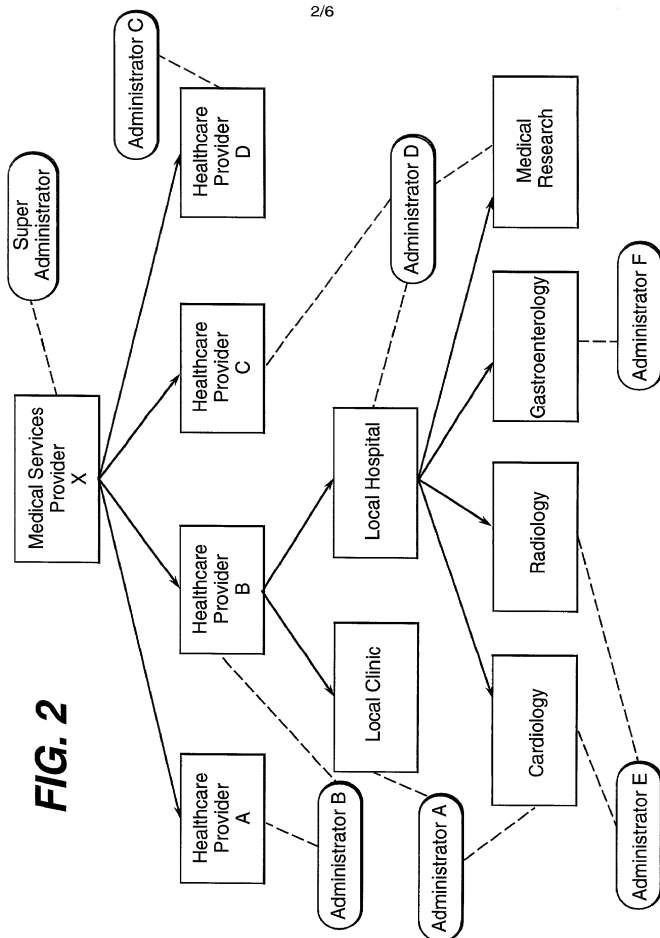 2/6
FIG. 2
Super
Administrator
Medical Services
Provider
X
Administrator C
Healthcare
Provider
A
Healthcare
Provider
B
Healthcare
Provider
C
Healthcare
Provider
D
Administrator B
Local Clinic
Local Hospital
Administrator D
Administrator A
Cardiology
Radiology
Gastroenterology
Medical
Research
Administrator E
Administrator F